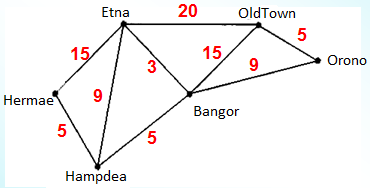 Etna
20
OldTown
15
5
15
3
Orono
9
9
Hermae
Bangor
5
5
Hampdea